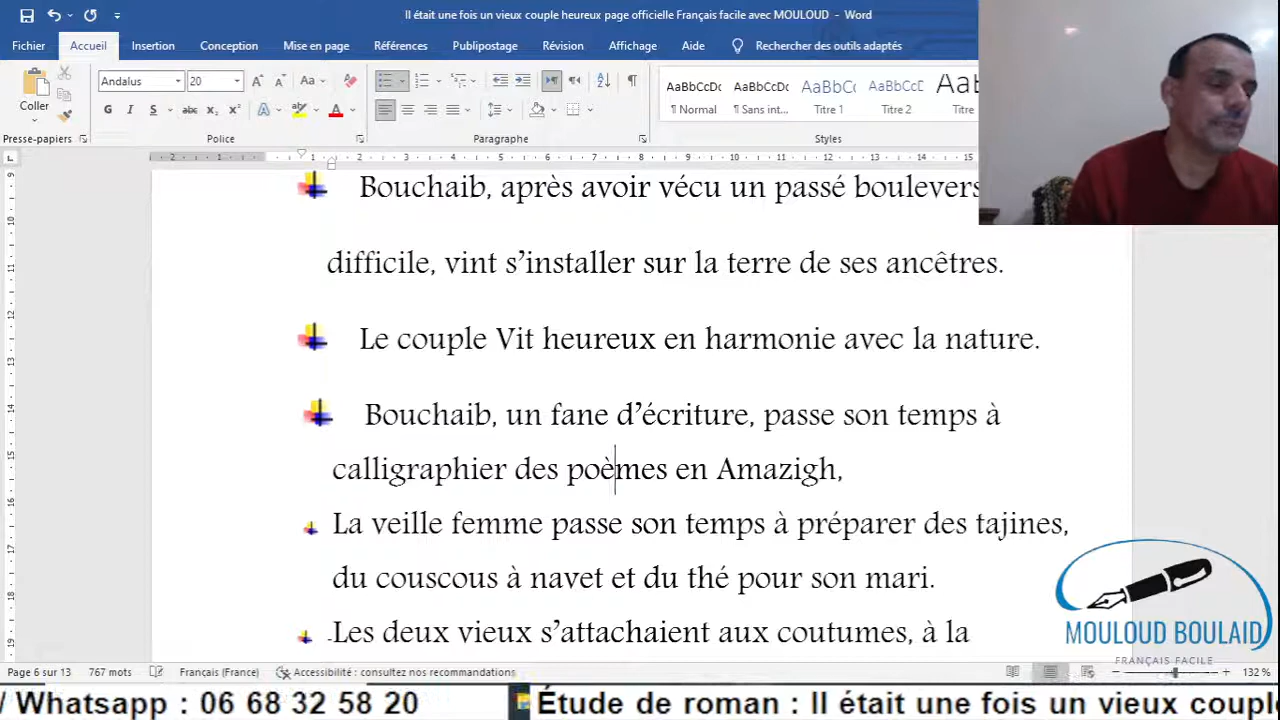 Il était une fois un vieux couple heureux page officielle Français facile avec MOULOUD - Word
Fichier Accueil Insertion Conception Mise en page Références Publipostage Révision Affichage Aide Rechercher des outils adaptés
Andalus 20
Coller
AaBbCcDc AaBbCcDc AaBbCcD AaBbCcD AaB
¶ Normal ¶ Sans int... Titre 1 Titre 2 Titre
Presse-papiers Police Paragraphe Styles
Bouchaib, après avoir vécu un passé boulevers
difficile, vint s'installer sur la terre de ses ancêtres.
Le couple Vit heureux en harmonie avec la nature.
Bouchaib, un fane d'écriture, passe son temps à
calligraphier des poèmes en Amazigh,
La veille femme passe son temps à préparer des tajines,
du couscous à navet et du thé pour son mari.
Les deux vieux s'attachaient aux coutumes, à la
MOULOUD BOULAID
FRANÇAIS FACILE
Page 6 sur 13 767 mots Français (France) Accessibilité : consultez nos recommandations 132 %
/ Whatsapp : 06 68 32 58 20 Étude de roman : Il était une fois un vieux couple